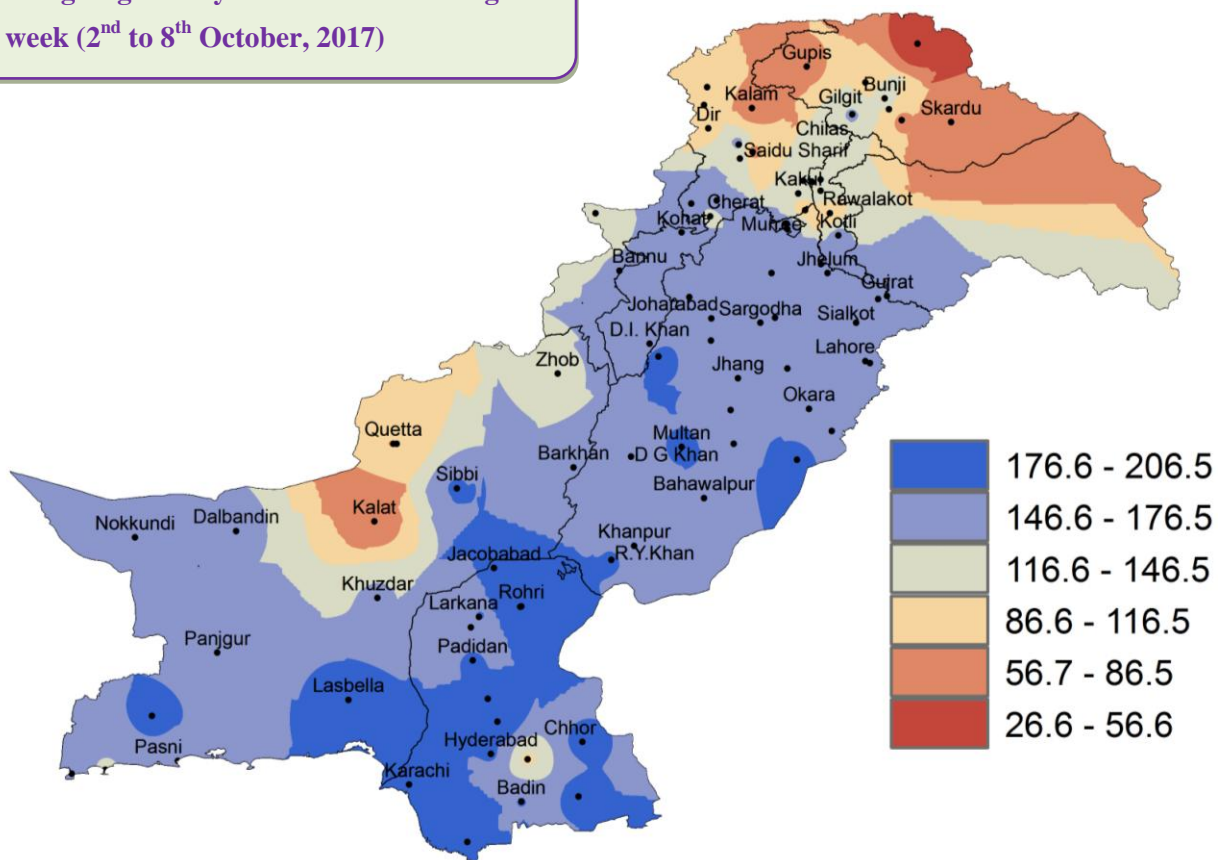 week (2nd to 8th October, 2017)
Gupis
Bunji
Kalam
Gilgit
Skardu
Dir
Chilas
Saidu Sharif
Kakul
Cherat
Rawalakot
Kohat
Murree
Kotli
Bannu
Jhelum
Gujrat
Joharabad
Sargodha
Sialkot
D.I. Khan
Lahore
Zhob
Jhang
Okara
Quetta
Multan
Barkhan
D G Khan
Sibbi
Bahawalpur
Kalat
Nokkundi
Dalbandin
Khanpur
Jacobabad
R.Y.Khan
Khuzdar
Larkana
Rohri
Panjgur
Padidan
Lasbella
Chhor
Pasni
Hyderabad
Karachi
Badin
176.6 - 206.5
146.6 - 176.5
116.6 - 146.5
86.6 - 116.5
56.7 - 86.5
26.6 - 56.6